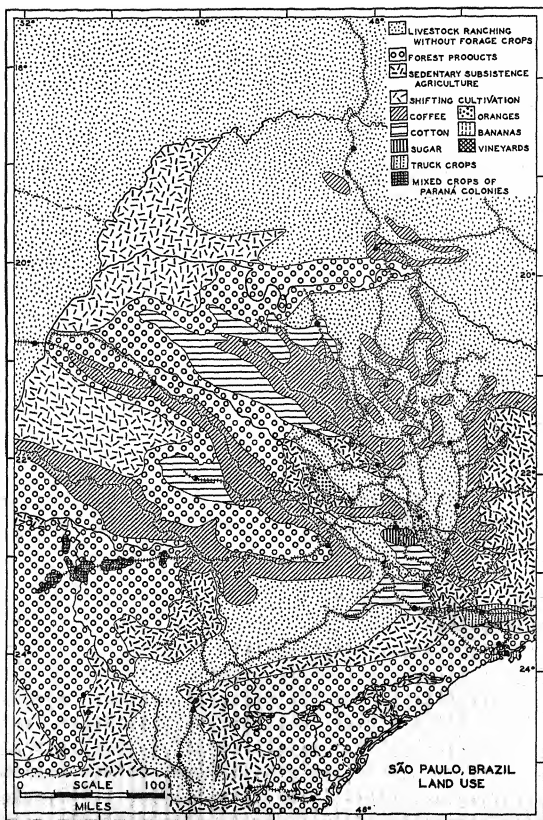 52° 50° 48°
LIVESTOCK RANCHING
WITHOUT FORAGE CROPS
FOREST PRODUCTS
SEDENTARY SUBSISTENCE
AGRICULTURE
SHIFTING CULTIVATION
COFFEE ORANGES
COTTON BANANAS
SUGAR VINEYARDS
TRUCK CROPS
MIXED CROPS OF
PARANÁ COLONIES
18°
20° 20°
22° 22°
24° 24°
SÃO PAULO, BRAZIL
LAND USE
0 SCALE 100
MILES
48°